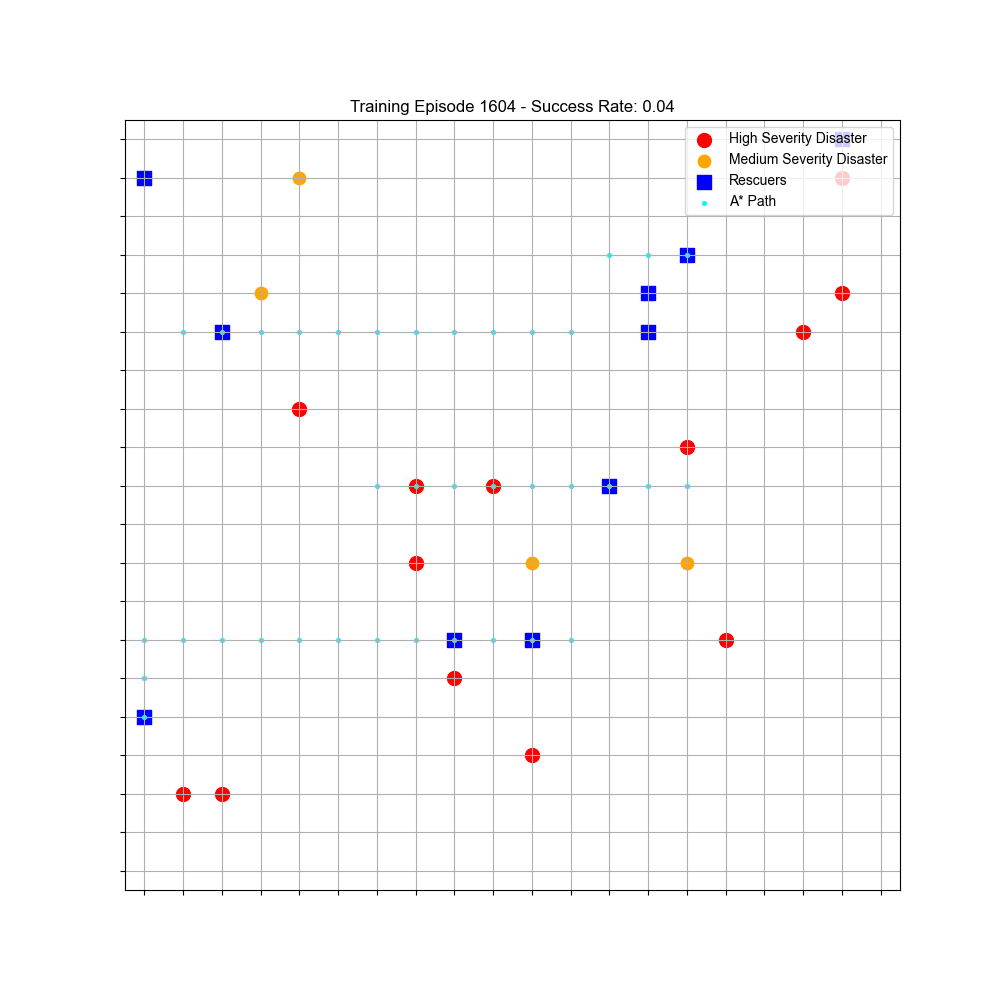 Training Episode 1604 - Success Rate: 0.04
High Severity Disaster
Medium Severity Disaster
Rescuers
A* Path